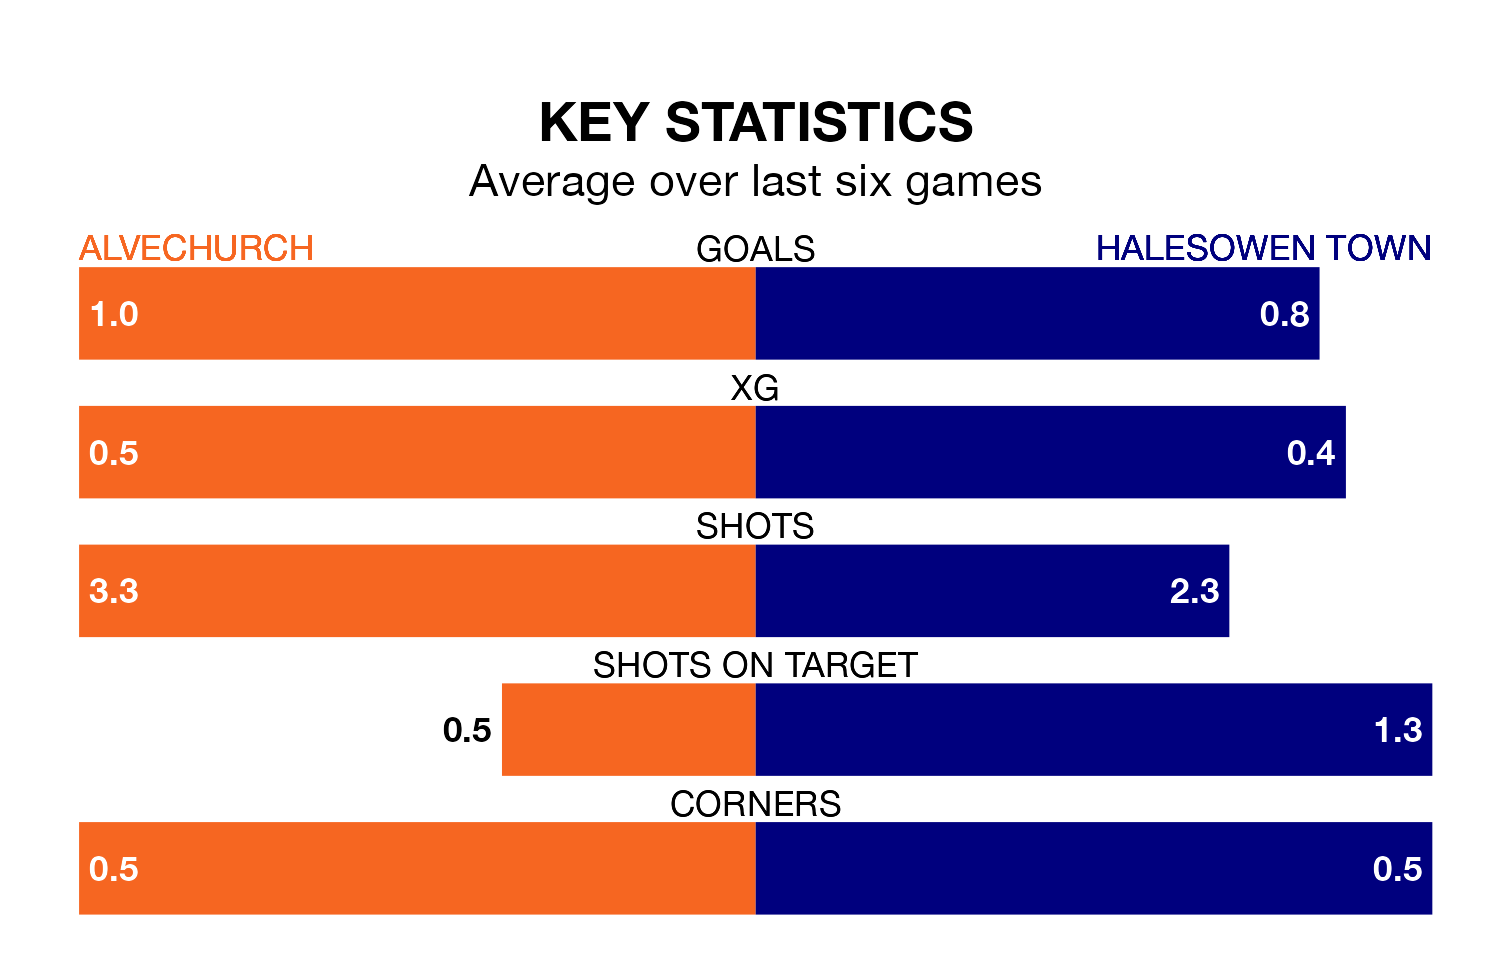 KEY STATISTICS
Average over last six games
ALVECHURCH GOALS HALESOWEN TOWN
1.0 0.8
XG
0.5 0.4
SHOTS
3.3 2.3
SHOTS ON TARGET
0.5 1.3
CORNERS
0.5 0.5